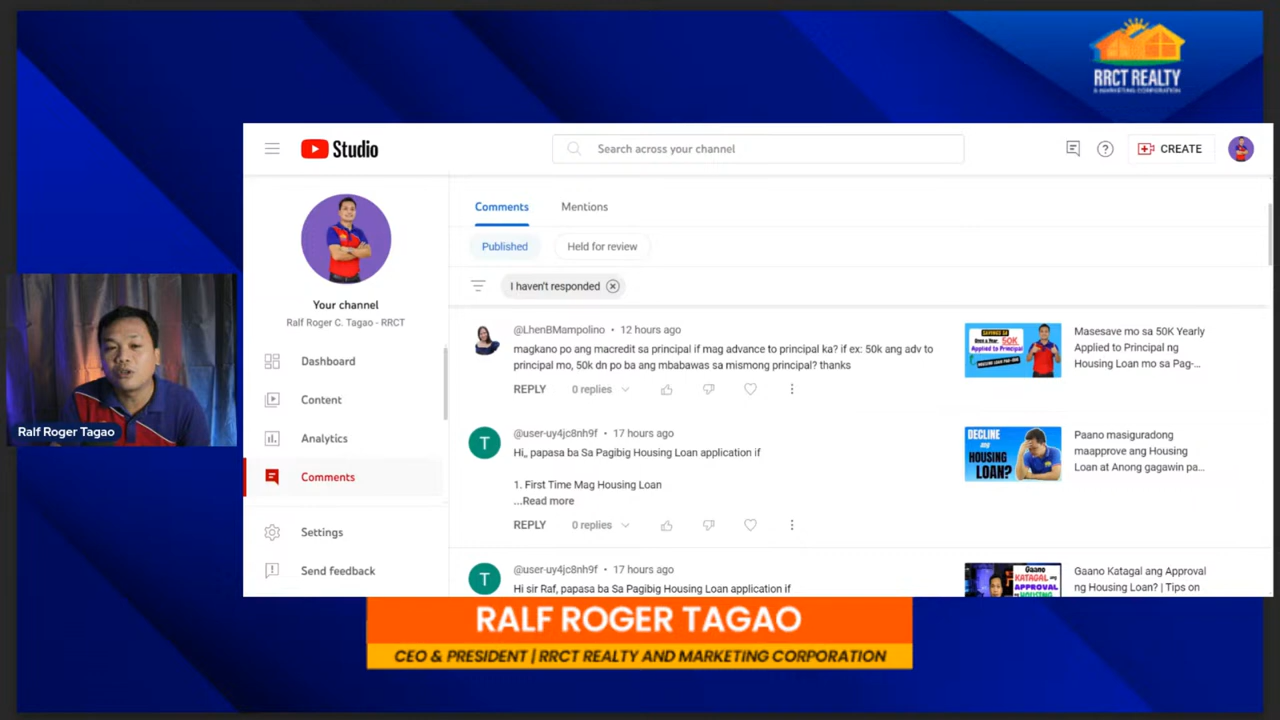 RRCT REALTY
& MARKETING CORPORATION
Studio
Search across your channel
CREATE
Your channel
Ralf Roger C. Tagao - RRCT
Dashboard
Content
Analytics
Comments
Settings
Send feedback
Comments
Mentions
Published
Held for review
I haven't responded
@LhenBMampolino • 12 hours ago
magkano po ang macredit sa principal if mag advance to principal ka? if ex: 50k ang adv to
principal mo, 50k dn po ba ang mbabawas sa mismong principal? thanks
REPLY
0 replies
50K
Applied to Principal
Masesave mo sa 50K Yearly
Applied to Principal ng
Housing Loan mo sa Pag-...
T
@user-uy4jc8nh9f • 17 hours ago
Hi,, papasa ba Sa Pagibig Housing Loan application if
1. First Time Mag Housing Loan
...Read more
REPLY
0 replies
DECLINE
ang
HOUSING
LOAN?
Paano masiguradong
maapprove ang Housing
Loan at Anong gagawin pa...
T
@user-uy4jc8nh9f • 17 hours ago
Hi sir Raf, papasa ba Sa Pagibig Housing Loan application if
Gaano
KATAGAL ang
APPROVAL
Gaano Katagal ang Approval
ng Housing Loan? | Tips on
Ralf Roger Tagao
RALF ROGER TAGAO
CEO & PRESIDENT | RRCT REALTY AND MARKETING CORPORATION